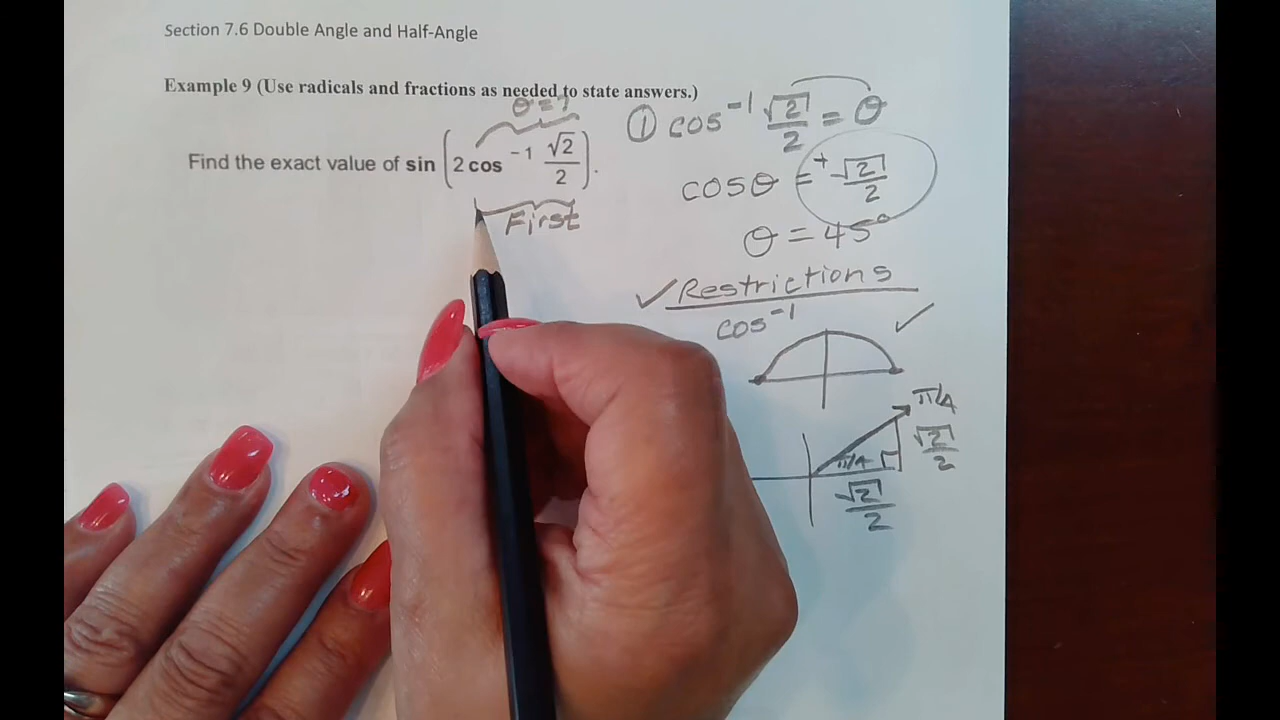 Section 7.6 Double Angle and Half-Angle
Example 9 (Use radicals and fractions as needed to state answers.)
θ = ?
Find the exact value of sin (2 cos⁻¹ √2/2).
First
① cos⁻¹ √2/2 = θ
cosθ = +√2/2
θ = 45°
✓ Restrictions
cos⁻¹
✓
π/4
√2/2
π/4
√2/2